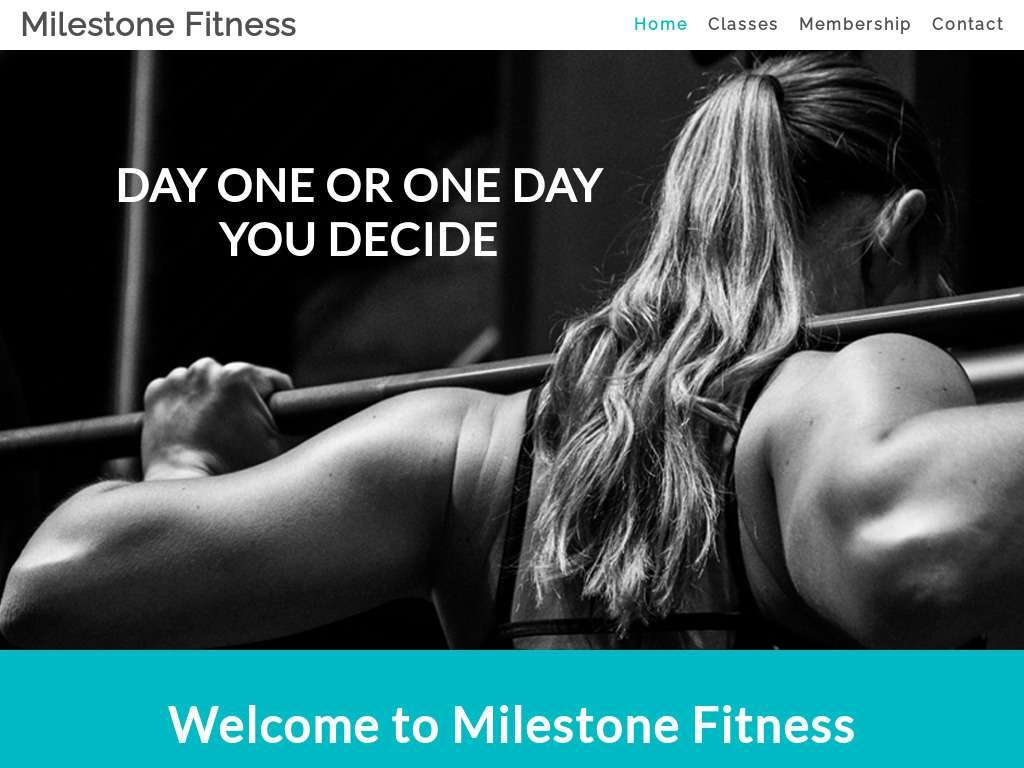 Milestone Fitness
Home Classes Membership Contact
DAY ONE OR ONE DAY
YOU DECIDE
Welcome to Milestone Fitness